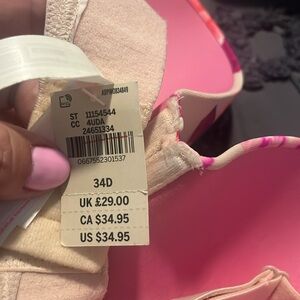 ST 11154544
CC 4UDA
24651334
0667552301537
34D
UK £29.00
CA $34.95
US $34.95